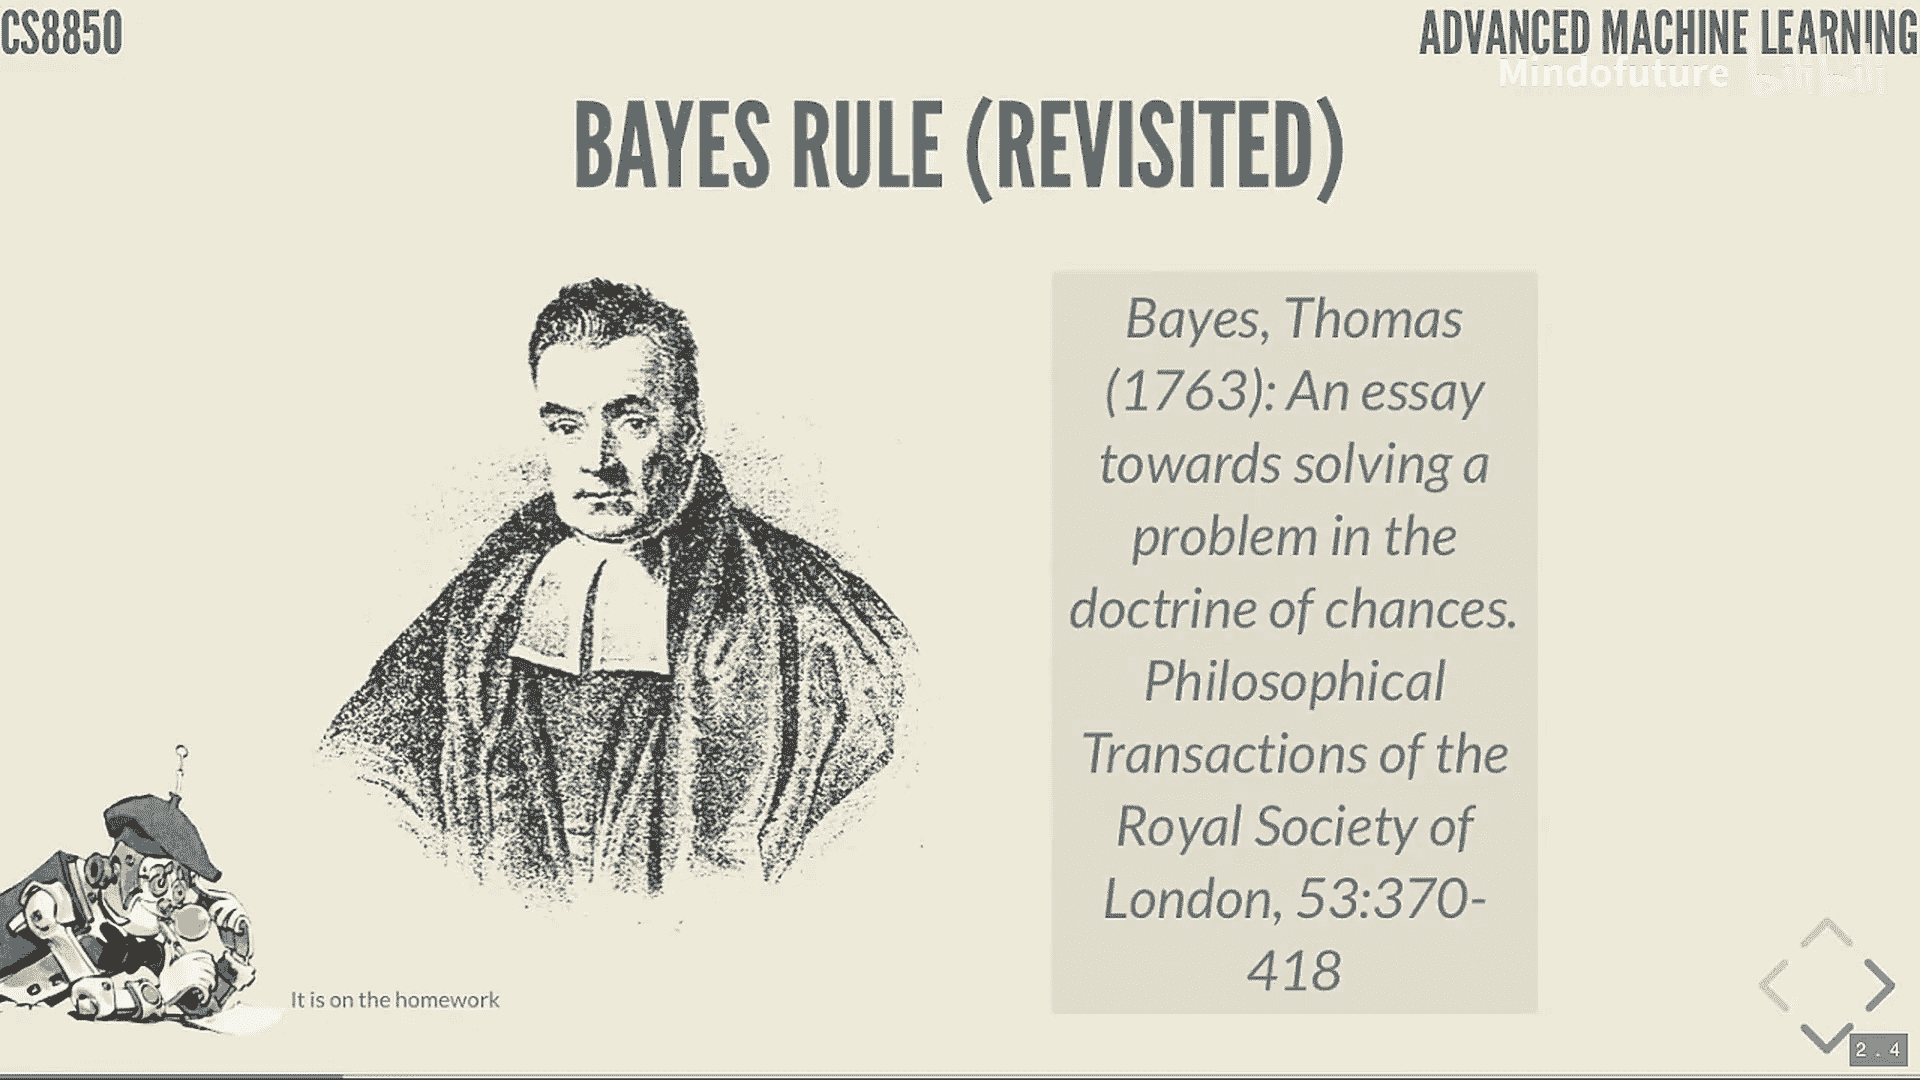 CS8850
ADVANCED MACHINE LEARNING
Mindofuture bilibili
BAYES RULE (REVISITED)
Bayes, Thomas
(1763): An essay
towards solving a
problem in the
doctrine of chances.
Philosophical
Transactions of the
Royal Society of
London, 53:370-
418
It is on the homework
2.4